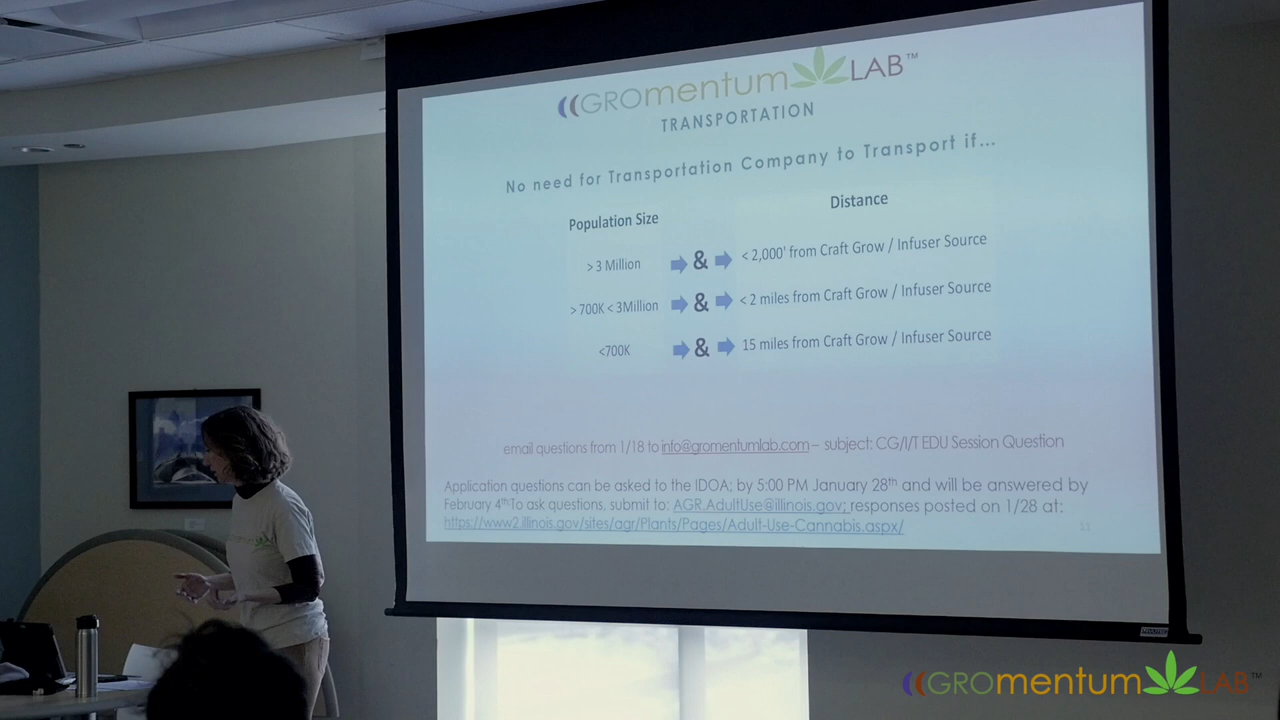 GROmentum LAB™
TRANSPORTATION
No need for Transportation Company to Transport if...
Population Size
Distance
> 3 Million & < 2,000' from Craft Grow / Infuser Source
> 700K < 3Million & < 2 miles from Craft Grow / Infuser Source
<700K & 15 miles from Craft Grow / Infuser Source
email questions from 1/18 to info@gromentumlab.com – subject: CG/I/T EDU Session Question
Application questions can be asked to the IDOA; by 5:00 PM January 28th and will be answered by
February 4th To ask questions, submit to: AGR.AdultUse@illinois.gov; responses posted on 1/28 at:
https://www2.illinois.gov/sites/agr/Plants/Pages/Adult-Use-Cannabis.aspx/
11
GROmentum LAB™